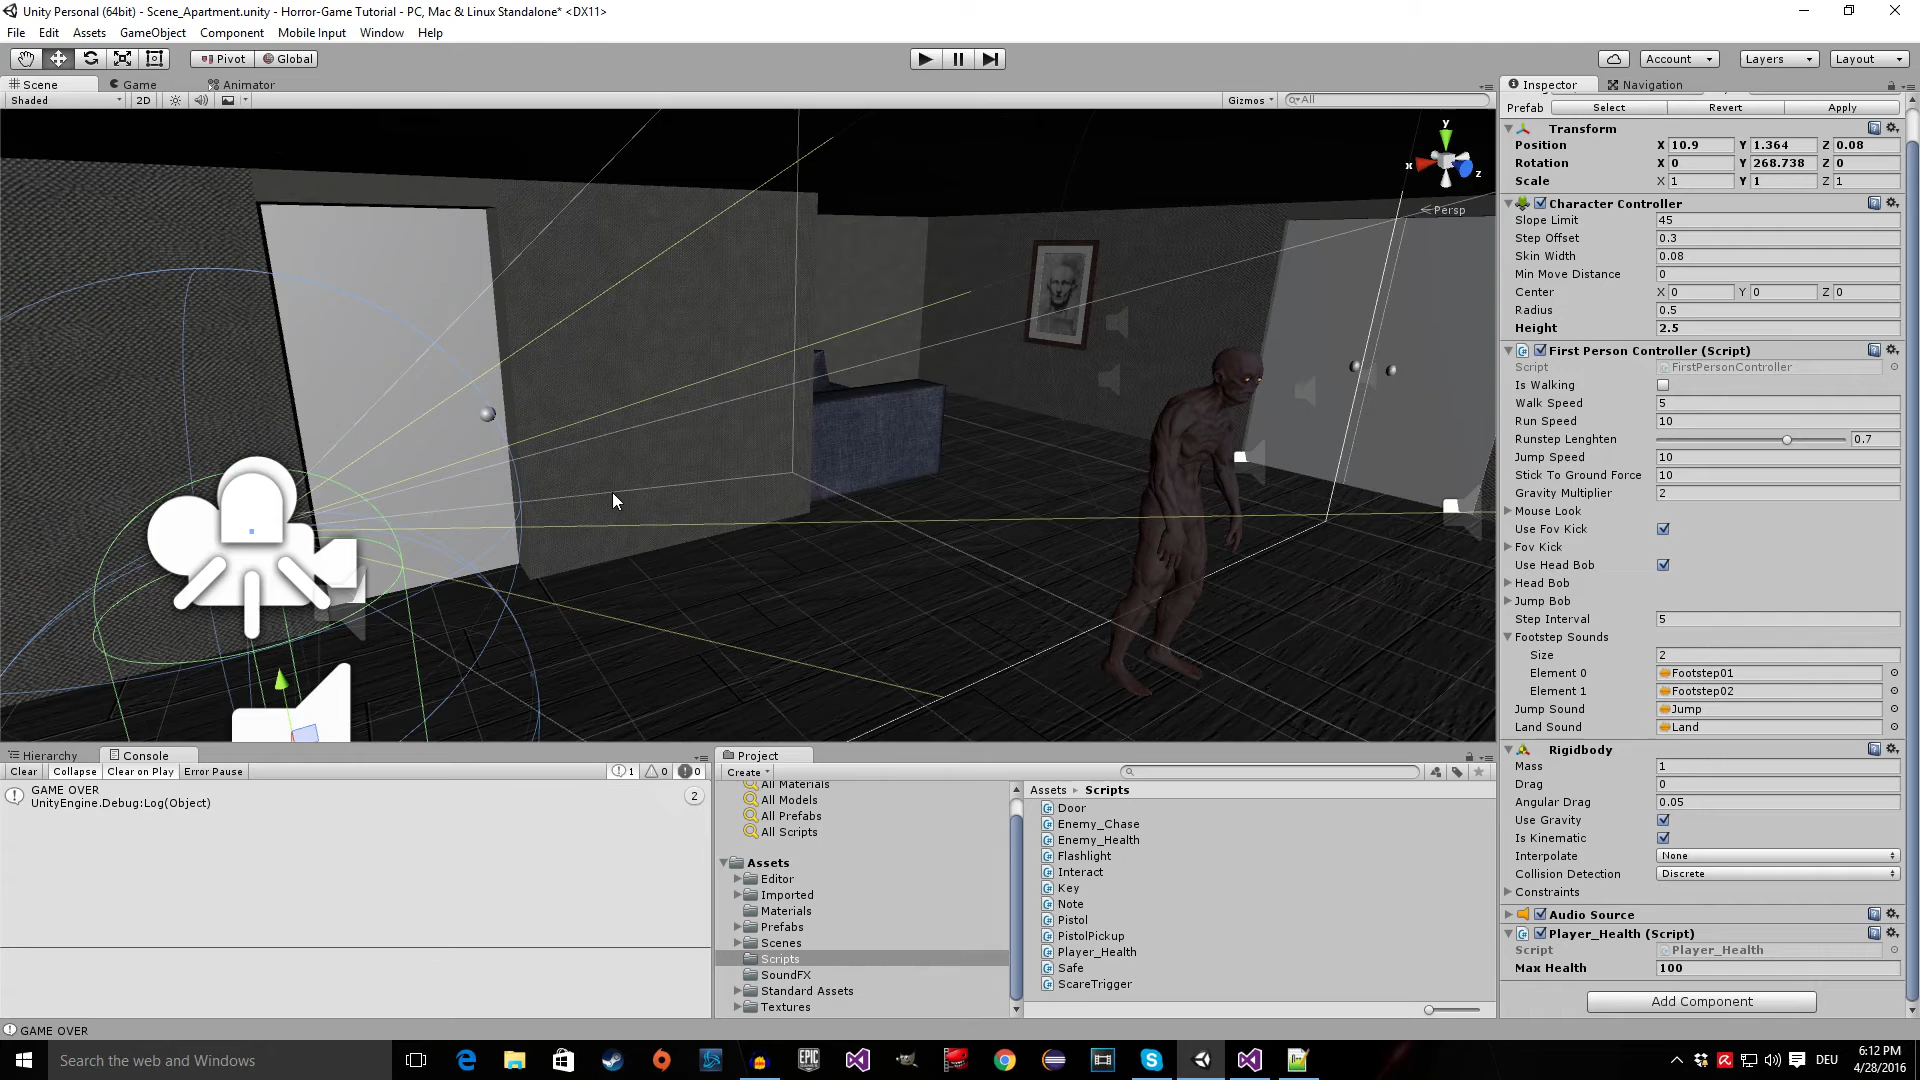 Unity Personal (64bit) - Scene_Apartment.unity - Horror-Game Tutorial - PC, Mac & Linux Standalone* <DX11>
File Edit Assets GameObject Component Mobile Input Window Help
Pivot Global Account Layers Layout
Scene Game Animator
Shaded 2D Gizmos All
y
x
z
Persp
Inspector Navigation
Prefab Select Revert Apply
Transform
Position X 10.9 Y 1.364 Z 0.08
Rotation X 0 Y 268.738 Z 0
Scale X 1 Y 1 Z 1
Character Controller
Slope Limit 45
Step Offset 0.3
Skin Width 0.08
Min Move Distance 0
Center X 0 Y 0 Z 0
Radius 0.5
Height 2.5
First Person Controller (Script)
Script FirstPersonController
Is Walking
Walk Speed 5
Run Speed 10
Runstep Lenghten 0.7
Jump Speed 10
Stick To Ground Force 10
Gravity Multiplier 2
Mouse Look
Use Fov Kick
Fov Kick
Use Head Bob
Head Bob
Jump Bob
Step Interval 5
Footstep Sounds
Size 2
Element 0 Footstep01
Element 1 Footstep02
Jump Sound Jump
Land Sound Land
Rigidbody
Mass 1
Drag 0
Angular Drag 0.05
Use Gravity
Is Kinematic
Interpolate None
Collision Detection Discrete
Constraints
Audio Source
Player_Health (Script)
Script Player_Health
Max Health 100
Add Component
Hierarchy Console
Clear Collapse Clear on Play Error Pause 1 0 0
GAME OVER
UnityEngine.Debug:Log(Object)
2
Project
Create
All Materials
All Models
All Prefabs
All Scripts
Assets
Editor
Imported
Materials
Prefabs
Scenes
Scripts
SoundFX
Standard Assets
Textures
Assets Scripts
Door
Enemy_Chase
Enemy_Health
Flashlight
Interact
Key
Note
Pistol
PistolPickup
Player_Health
Safe
ScareTrigger
GAME OVER
Search the web and Windows
EPIC GAMES
DEU
6:12 PM
4/28/2016